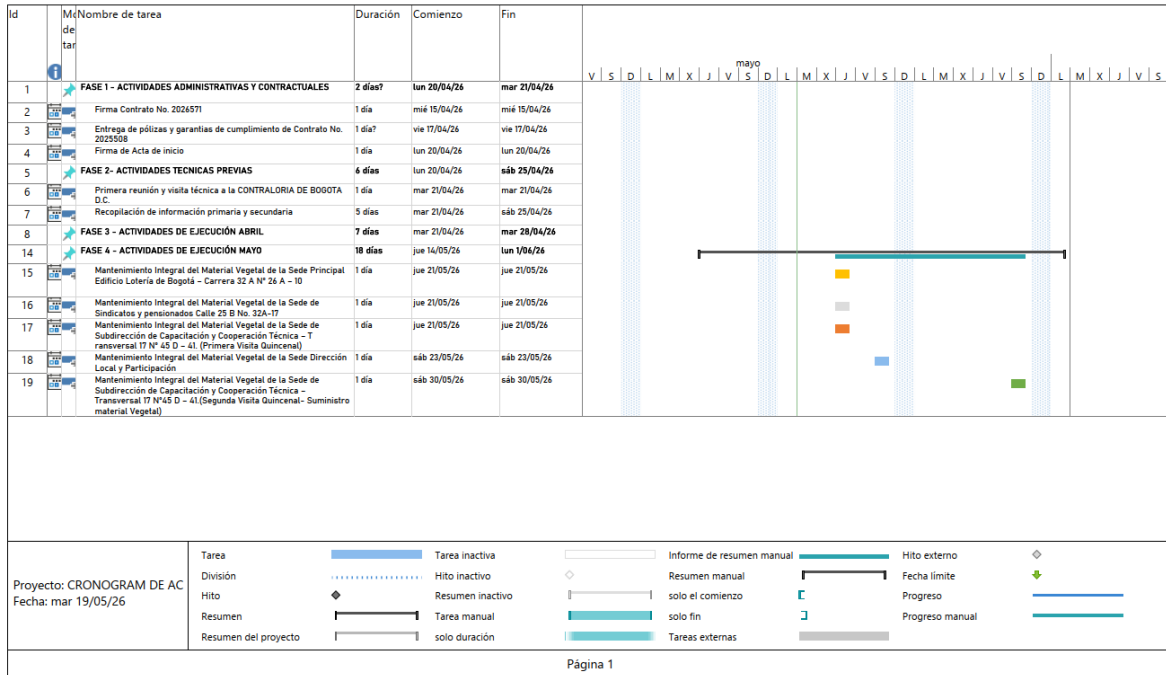 Id
Mo
de
tar
Nombre de tarea
Duración
Comienzo
Fin
mayo
V S D L M X J V S D L M X J V S D L M X J V S D L M X J V S D L M X J V S
1 FASE 1 - ACTIVIDADES ADMINISTRATIVAS Y CONTRACTUALES 2 días? lun 20/04/26 mar 21/04/26
2 Firma Contrato No. 2026571 1 día mié 15/04/26 mié 15/04/26
3 Entrega de pólizas y garantias de cumplimiento de Contrato No. 1 día? vie 17/04/26 vie 17/04/26
2025508
4 Firma de Acta de inicio 1 día lun 20/04/26 lun 20/04/26
5 FASE 2- ACTIVIDADES TECNICAS PREVIAS 6 días lun 20/04/26 sáb 25/04/26
6 Primera reunión y visita técnica a la CONTRALORIA DE BOGOTA 1 día mar 21/04/26 mar 21/04/26
D.C.
7 Recopilación de información primaria y secundaria 5 días mar 21/04/26 sáb 25/04/26
8 FASE 3 - ACTIVIDADES DE EJECUCIÓN ABRIL 7 días mar 21/04/26 mar 28/04/26
14 FASE 4 - ACTIVIDADES DE EJECUCIÓN MAYO 18 días jue 14/05/26 lun 1/06/26
15 Mantenimiento Integral del Material Vegetal de la Sede Principal 1 día jue 21/05/26 jue 21/05/26
Edificio Lotería de Bogotá – Carrera 32 A N° 26 A – 10
16 Mantenimiento Integral del Material Vegetal de la Sede de 1 día jue 21/05/26 jue 21/05/26
Sindicatos y pensionados Calle 25 B No. 32A-17
17 Mantenimiento Integral del Material Vegetal de la Sede de 1 día jue 21/05/26 jue 21/05/26
Subdirección de Capacitación y Cooperación Técnica – T
ransversal 17 N° 45 D – 41. (Primera Visita Quincenal)
18 Mantenimiento Integral del Material Vegetal de la Sede Dirección 1 día sáb 23/05/26 sáb 23/05/26
Local y Participación
19 Mantenimiento Integral del Material Vegetal de la Sede de 1 día sáb 30/05/26 sáb 30/05/26
Subdirección de Capacitación y Cooperación Técnica –
Transversal 17 N°45 D – 41.(Segunda Visita Quincenal- Suministro
material Vegetal)
Proyecto: CRONOGRAM DE AC
Fecha: mar 19/05/26
Tarea
División
Hito
Resumen
Resumen del proyecto
Tarea inactiva
Hito inactivo
Resumen inactivo
Tarea manual
solo duración
Informe de resumen manual
Resumen manual
solo el comienzo
solo fin
Tareas externas
Hito externo
Fecha límite
Progreso
Progreso manual
Página 1